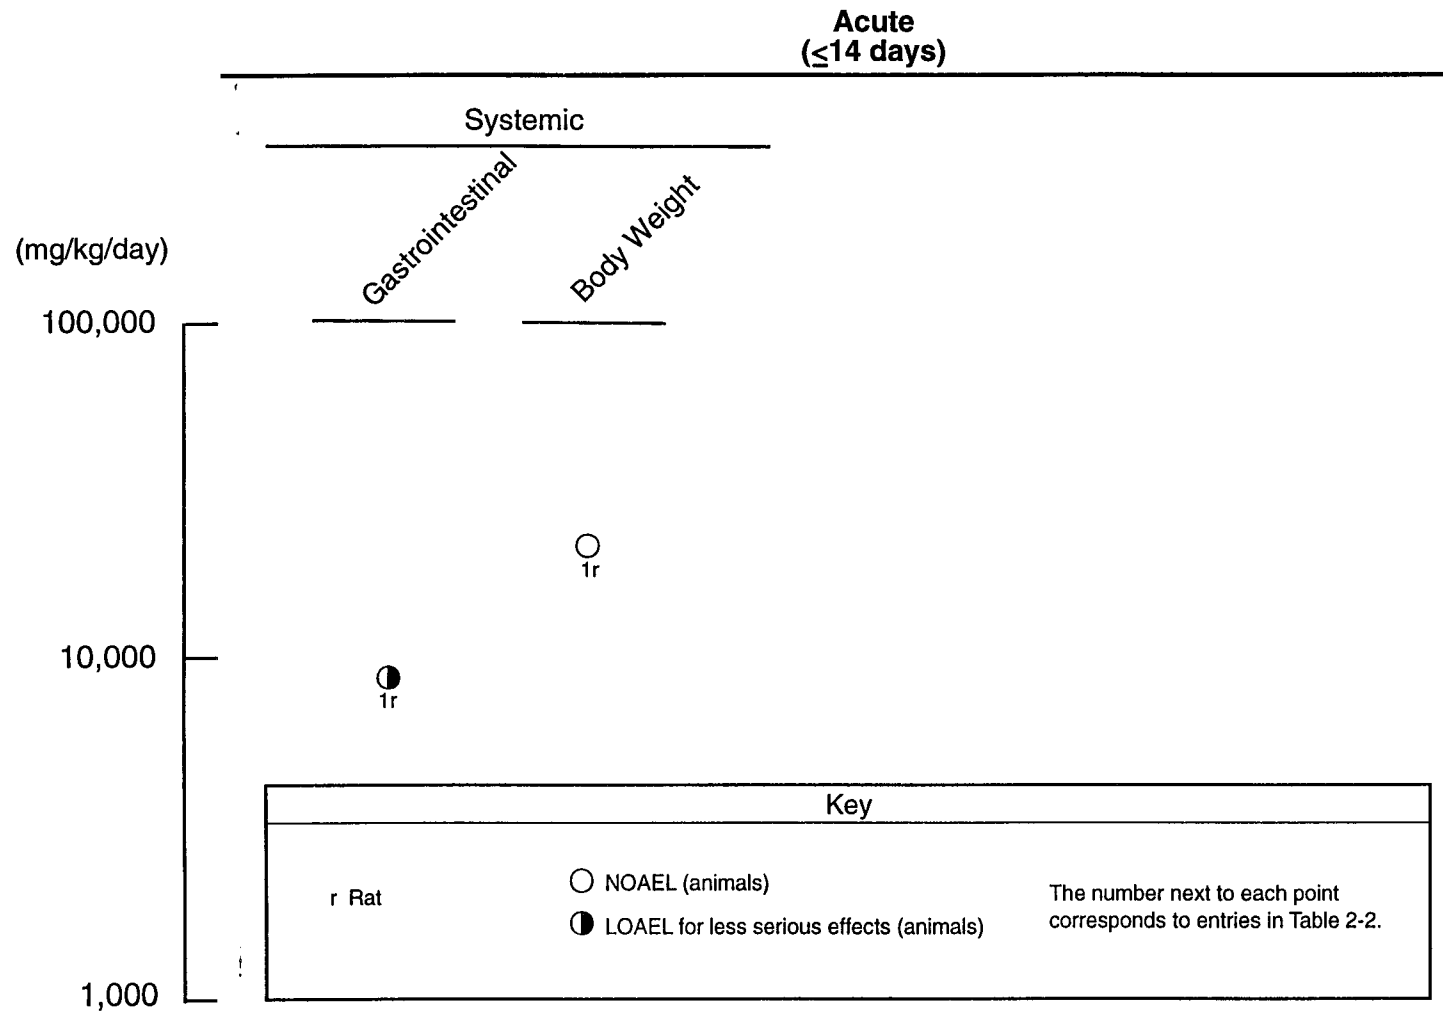 Acute
(≤14 days)
Systemic
Gastrointestinal
Body Weight
(mg/kg/day)
100,000
1r
10,000
1r
Key
r Rat
NOAEL (animals)
LOAEL for less serious effects (animals)
The number next to each point
corresponds to entries in Table 2-2.
1,000